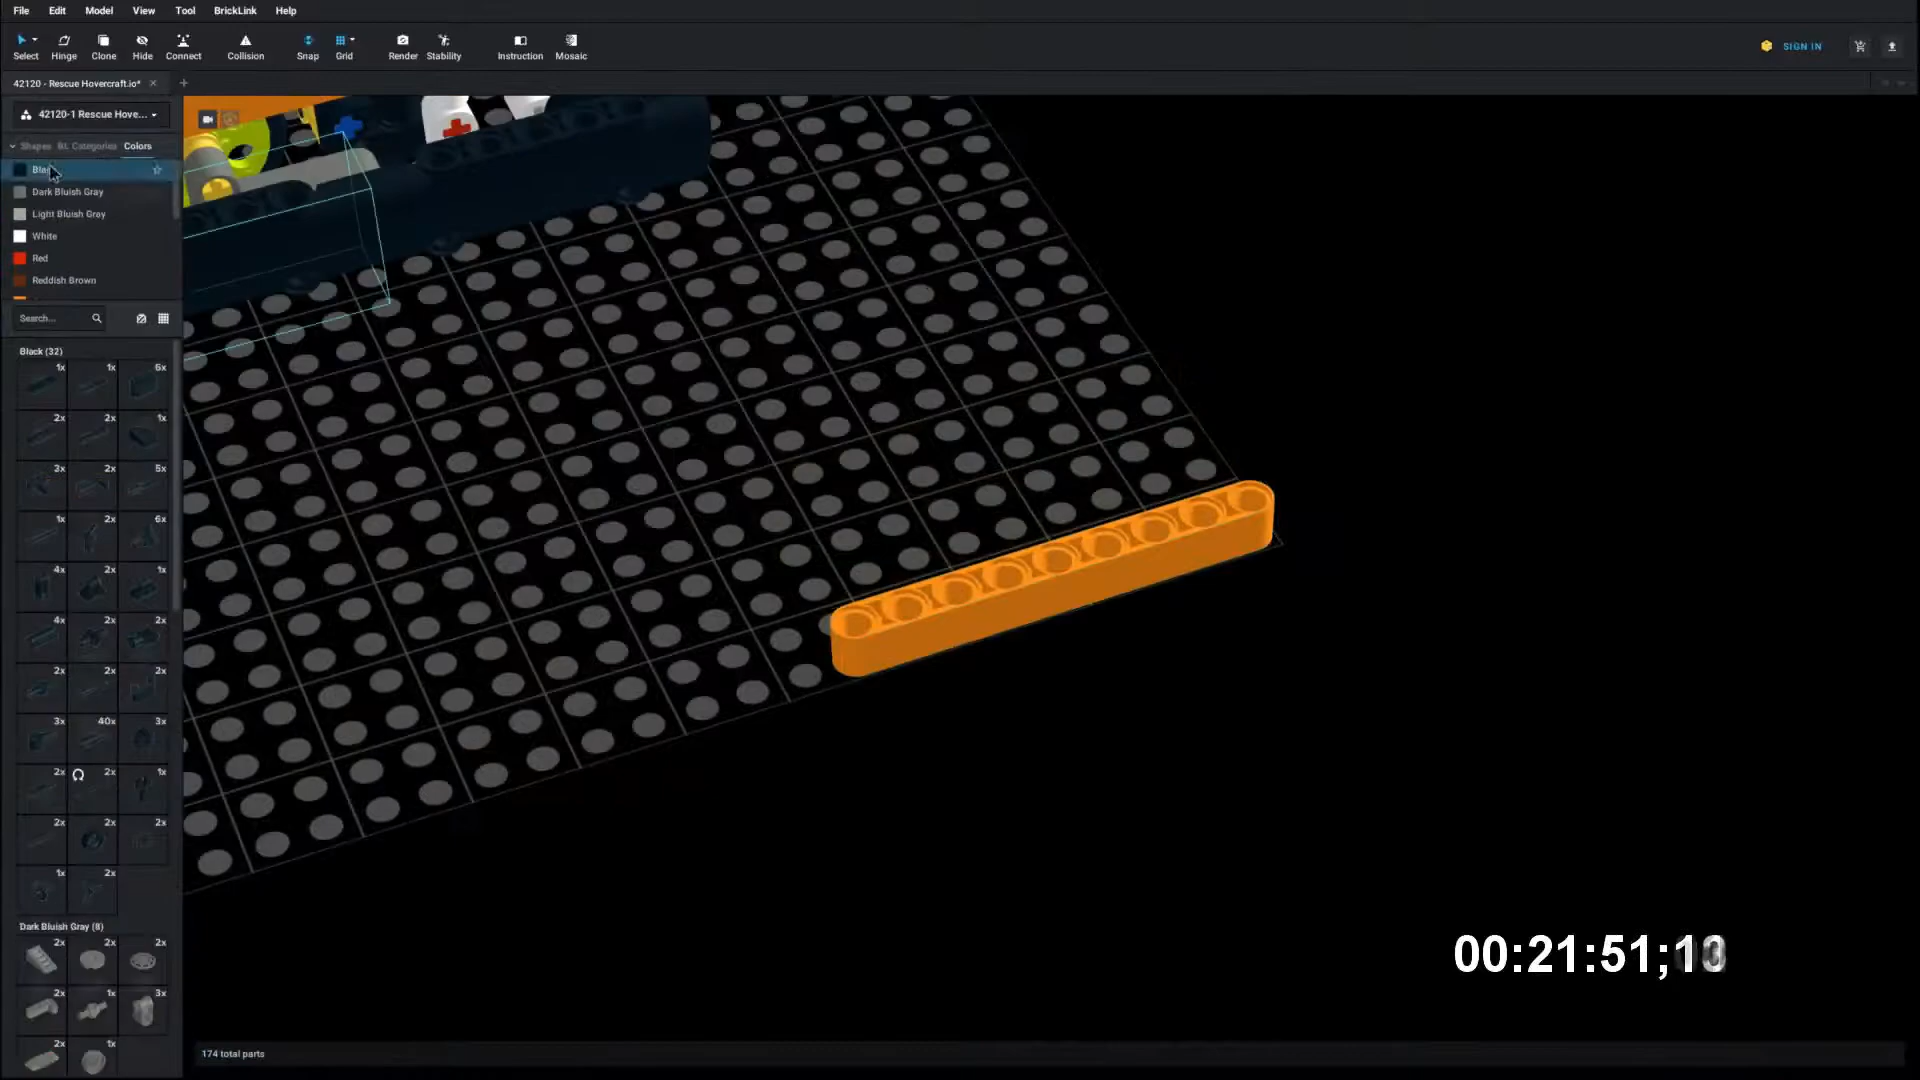 File Edit Model View Tool BrickLink Help
Select Hinge Clone Hide Connect Collision Snap Grid Render Stability Instruction Mosaic
SIGN IN
42120 - Rescue Hovercraft.io*
42120-1 Rescue Hove...
Shapes BL Categories Colors
Dark Bluish Gray
Light Bluish Gray
White
Red
Reddish Brown
Search...
Black (32)
1x 1x 6x
2x 2x 1x
3x 2x 5x
1x 2x 6x
4x 2x 1x
4x 2x 2x
2x 2x 2x
3x 40x 3x
2x 2x 1x
2x 2x 2x
1x 2x
Dark Bluish Gray (8)
2x 2x 2x
2x 1x 3x
2x 1x
174 total parts